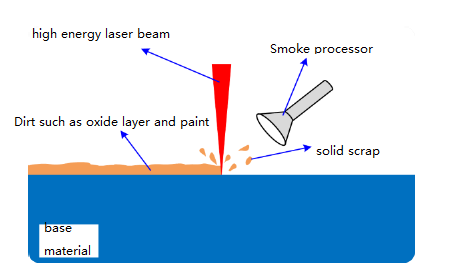 high energy laser beam
Smoke processor
Dirt such as oxide layer and paint
solid scrap
base
material